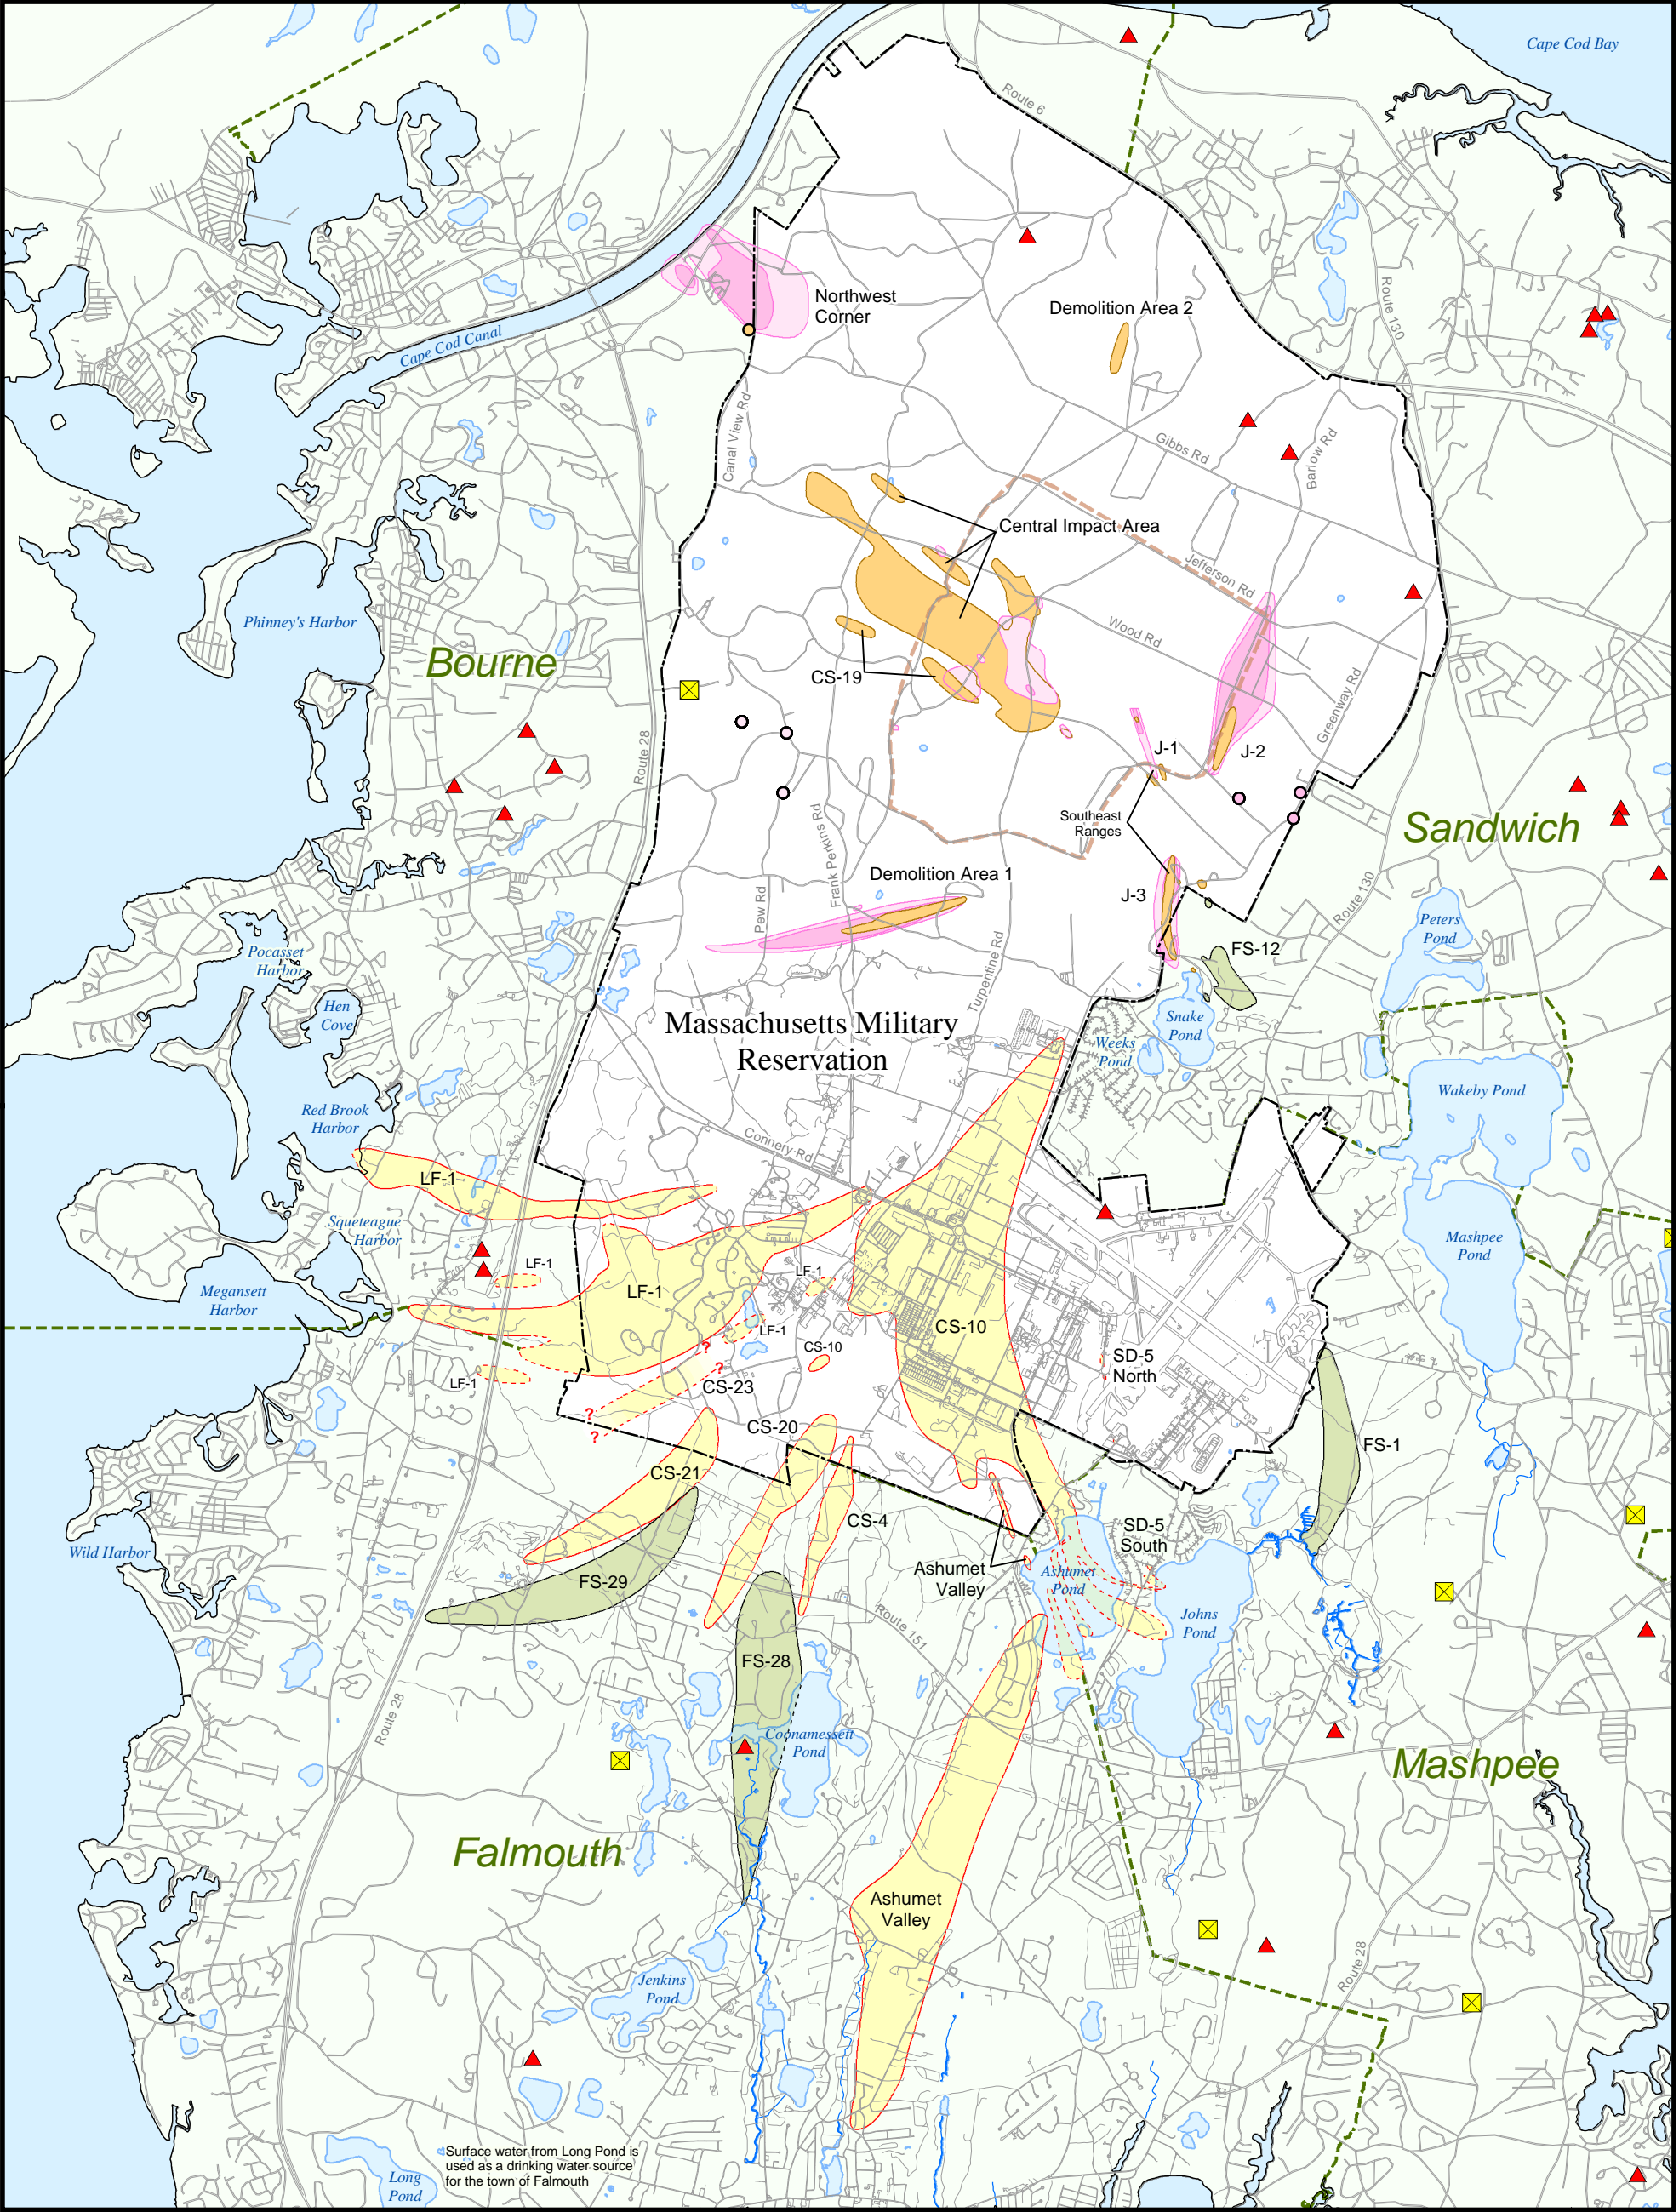 Cape Cod Bay
Route 6
Northwest
Corner
Demolition Area 2
Route 130
Cape Cod Canal
Canal View Rd
Gibbs Rd
Barlow Rd
Central Impact Area
Jefferson Rd
Phinney's Harbor
Bourne
Wood Rd
CS-19
Greenway Rd
Route 28
J-1
J-2
Southeast
Ranges
Sandwich
Frank Perkins Rd
Demolition Area 1
Pew Rd
J-3
Route 130
Peters
Pond
FS-12
Pocasset
Harbor
Turpentine Rd
Hen
Cove
Massachusetts Military
Reservation
Snake
Pond
Weeks
Pond
Wakeby Pond
Red Brook
Harbor
Connery Rd
LF-1
Squeteague
Harbor
Mashpee
Pond
LF-1
LF-1
Megansett
Harbor
LF-1
LF-1
CS-10
CS-10
?
?
SD-5
North
LF-1
CS-23
?
?
CS-20
FS-1
CS-21
CS-4
SD-5
South
Wild Harbor
Ashumet
Valley
Ashumet
Pond
FS-29
Johns
Pond
Route 151
FS-28
Route 28
Coonamessett
Pond
Mashpee
Falmouth
Ashumet
Valley
Route 28
Jenkins
Pond
Surface water from Long Pond is
used as a drinking water source
for the town of Falmouth
Long
Pond